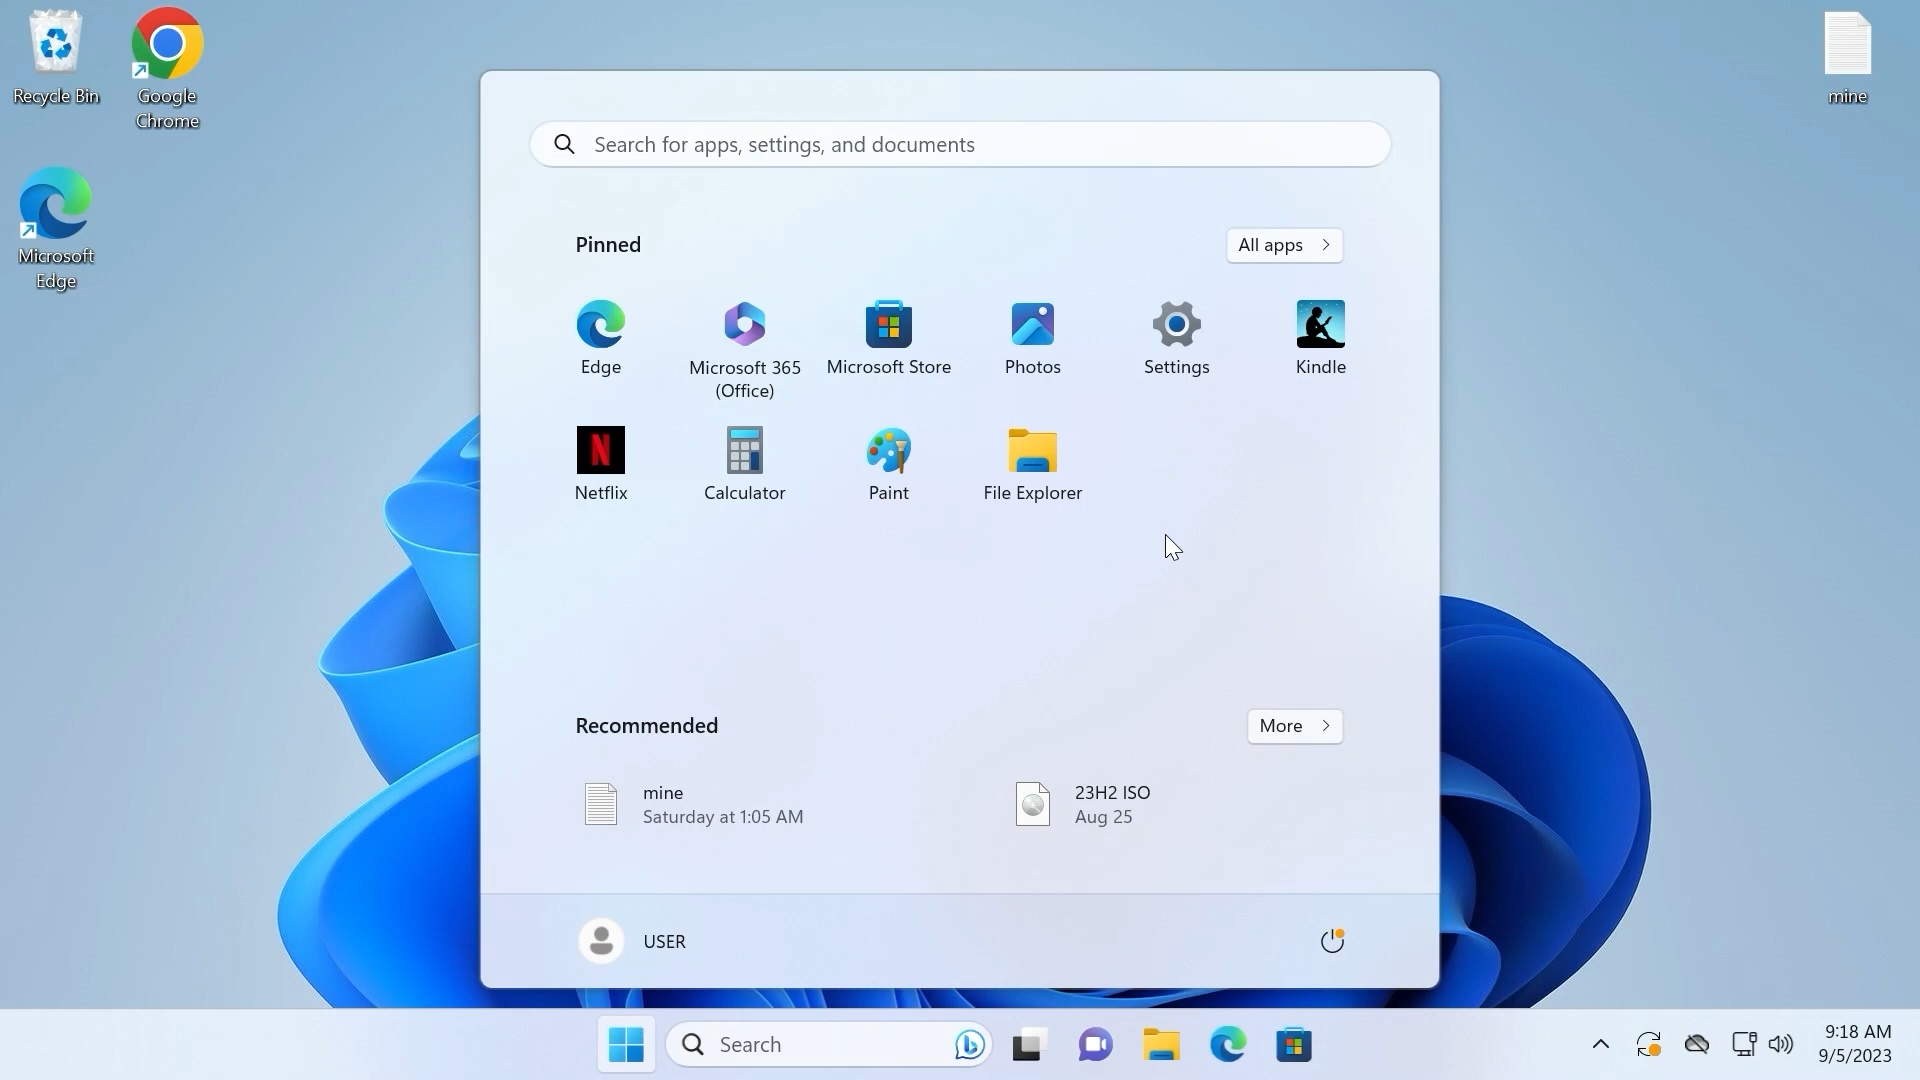 Recycle Bin
Google
Chrome
Microsoft
Edge
mine
Search for apps, settings, and documents
Pinned
All apps
Edge
Microsoft 365
(Office)
Microsoft Store
Photos
Settings
Kindle
N
Netflix
Calculator
Paint
File Explorer
Recommended
More
mine
Saturday at 1:05 AM
23H2 ISO
Aug 25
USER
Search
9:18 AM
9/5/2023